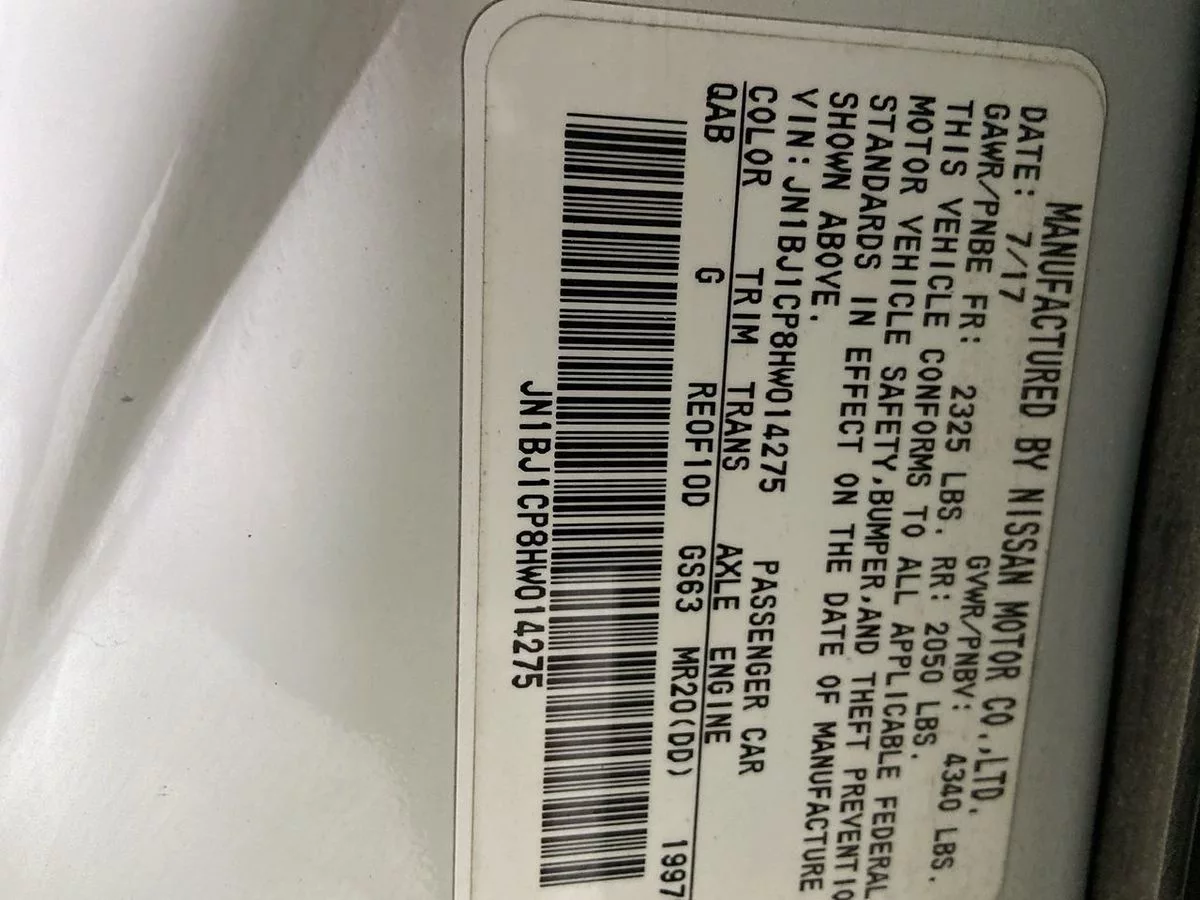 MANUFACTURED BY NISSAN MOTOR CO.,LTD.
DATE: 7/17 GVWR/PNBV: 4340 LBS.
GAWR/PNBE FR: 2325 LBS. RR: 2050 LBS.
THIS VEHICLE CONFORMS TO ALL APPLICABLE FEDERAL
MOTOR VEHICLE SAFETY,BUMPER,AND THEFT PREVENTIO
STANDARDS IN EFFECT ON THE DATE OF MANUFACTURE
SHOWN ABOVE.
VIN:JN1BJ1CP8HW014275 PASSENGER CAR
COLOR TRIM TRANS AXLE ENGINE
QAB G RE0F10D GS63 MR20(DD) 1997
JN1BJ1CP8HW014275